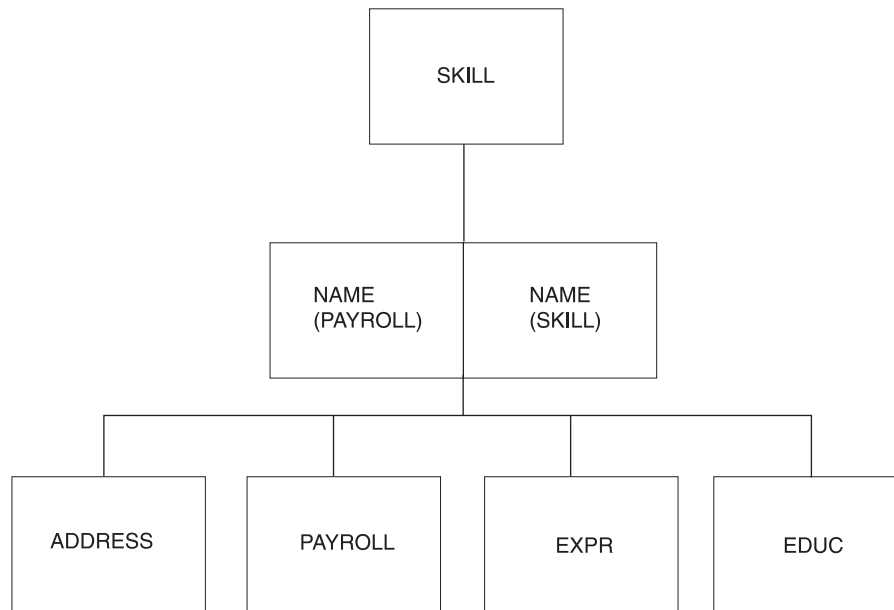 SKILL
NAME
(PAYROLL)
NAME
(SKILL)
ADDRESS
PAYROLL
EXPR
EDUC